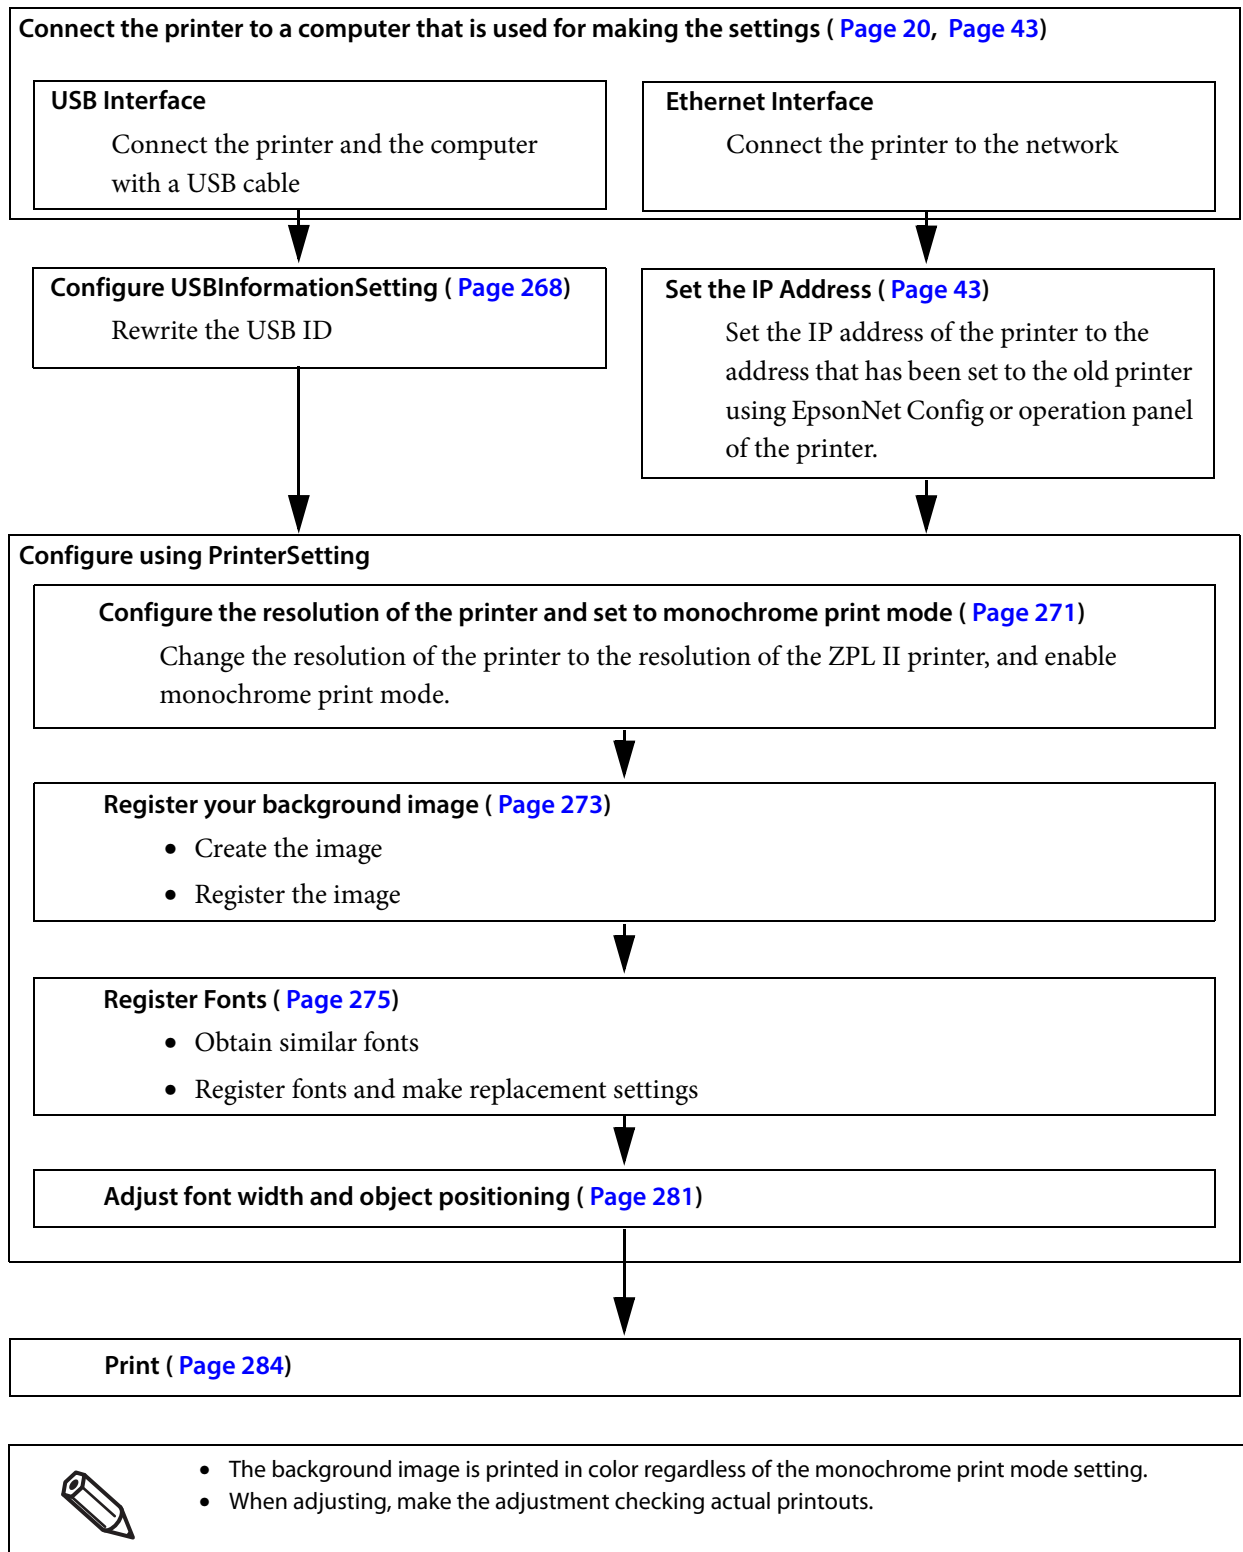 Connect the printer to a computer that is used for making the settings ( Page 20, Page 43)
USB Interface
Connect the printer and the computer
with a USB cable
Ethernet Interface
Connect the printer to the network
Configure USBInformationSetting ( Page 268)
Rewrite the USB ID
Set the IP Address ( Page 43)
Set the IP address of the printer to the
address that has been set to the old printer
using EpsonNet Config or operation panel
of the printer.
Configure using PrinterSetting
Configure the resolution of the printer and set to monochrome print mode ( Page 271)
Change the resolution of the printer to the resolution of the ZPL II printer, and enable
monochrome print mode.
Register your background image ( Page 273)
• Create the image
• Register the image
Register Fonts ( Page 275)
• Obtain similar fonts
• Register fonts and make replacement settings
Adjust font width and object positioning ( Page 281)
Print ( Page 284)
• The background image is printed in color regardless of the monochrome print mode setting.
• When adjusting, make the adjustment checking actual printouts.